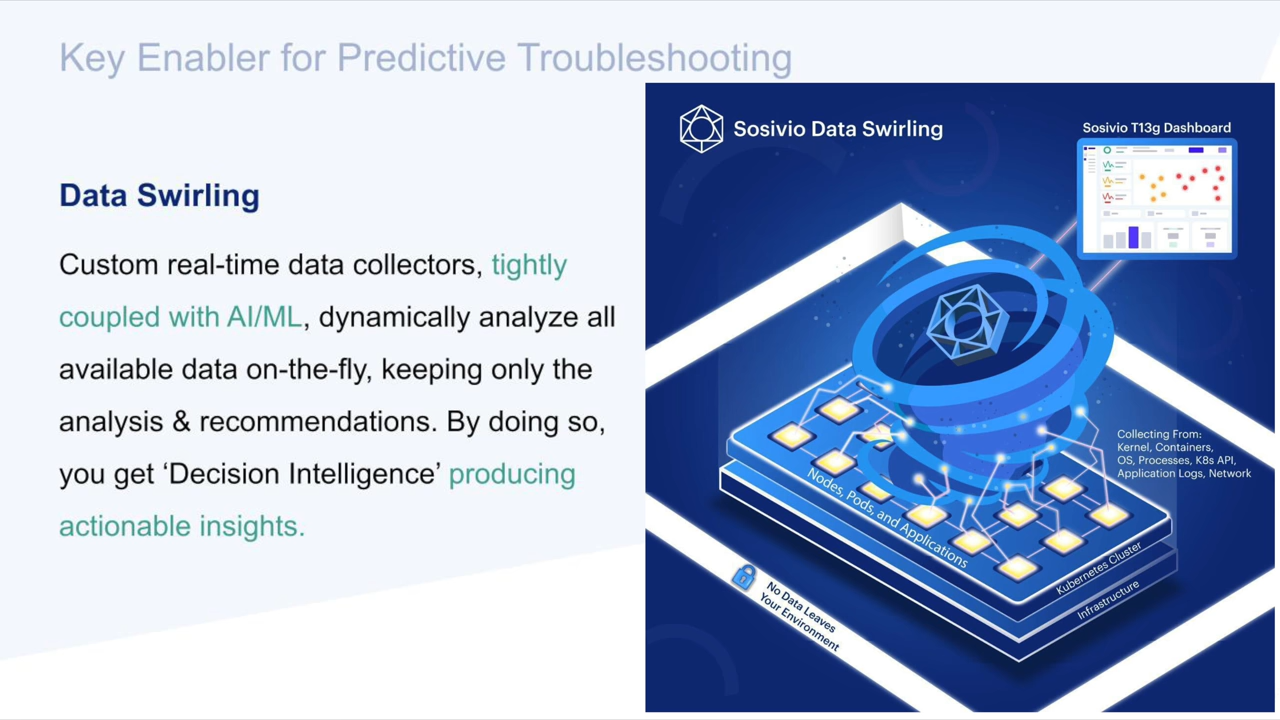 Key Enabler for Predictive Troubleshooting
Data Swirling
Custom real-time data collectors, tightly
coupled with AI/ML, dynamically analyze all
available data on-the-fly, keeping only the
analysis & recommendations. By doing so,
you get ‘Decision Intelligence’ producing
actionable insights.
Sosivio Data Swirling
Sosivio T13g Dashboard
Collecting From:
Kernel, Containers,
OS, Processes, K8s API,
Application Logs, Network
Nodes, Pods, and Applications
Kubernetes Cluster
Infrastructure
No Data Leaves
Your Environment